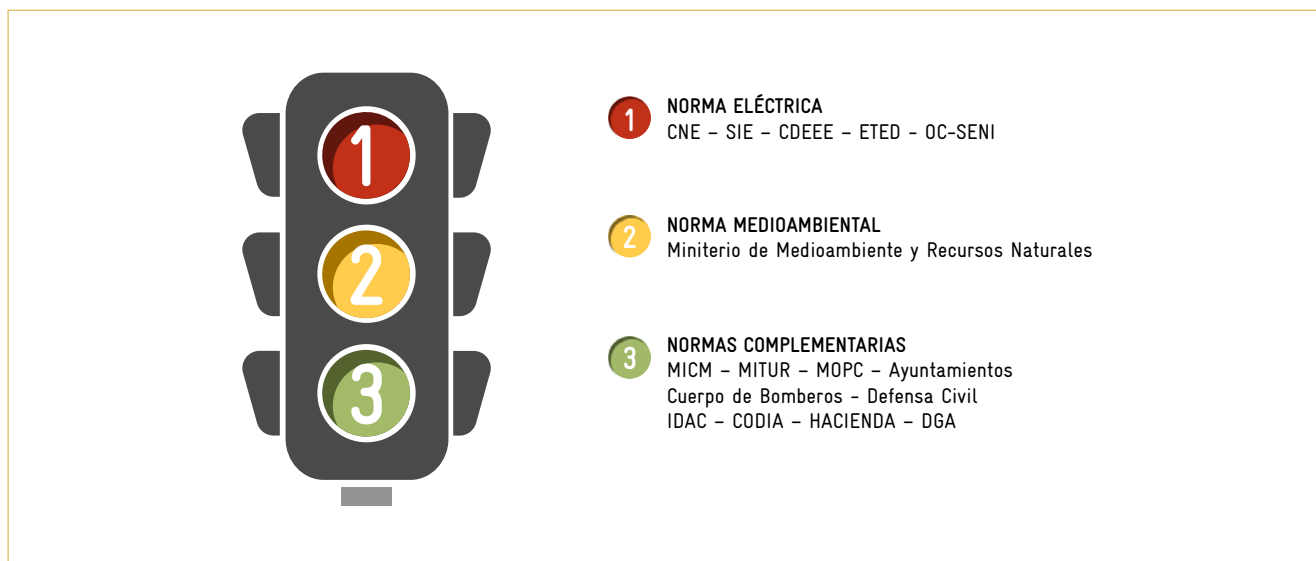 1
2
3
1
NORMA ELÉCTRICA
CNE – SIE – CDEEE – ETED – OC-SENI
2
NORMA MEDIOAMBIENTAL
Miniterio de Medioambiente y Recursos Naturales
3
NORMAS COMPLEMENTARIAS
MICM – MITUR – MOPC – Ayuntamientos
Cuerpo de Bomberos – Defensa Civil
IDAC – CODIA – HACIENDA – DGA